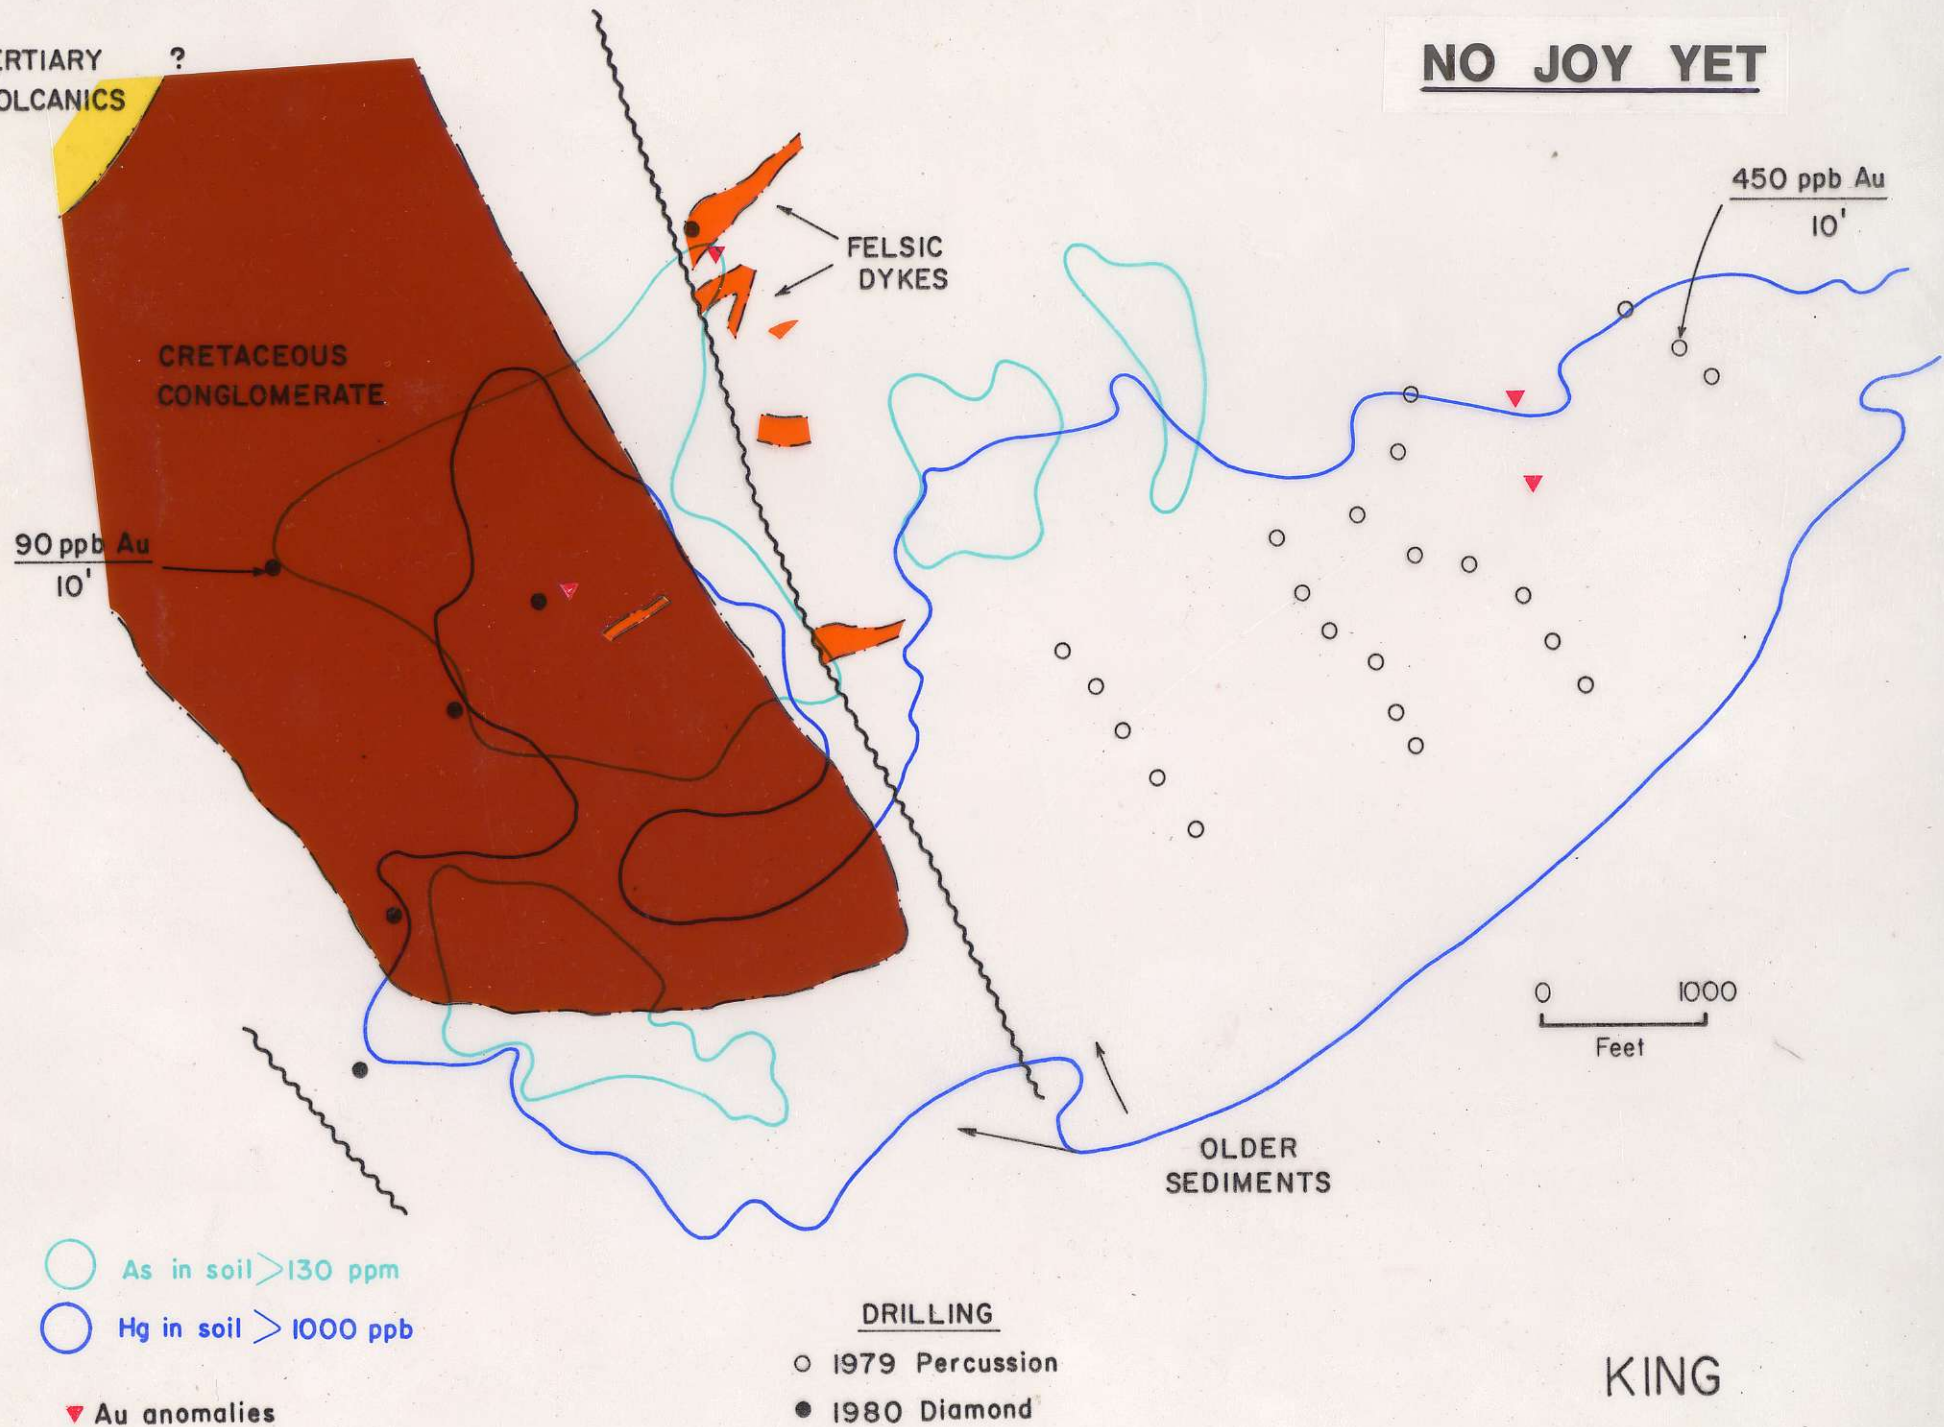 ERTIARY ?
OLCANICS
NO JOY YET
450 ppb Au
10'
FELSIC
DYKES
CRETACEOUS
CONGLOMERATE
90 ppb Au
10'
0 1000
Feet
OLDER
SEDIMENTS
As in soil > 130 ppm
Hg in soil > 1000 ppb
Au anomalies
DRILLING
1979 Percussion
1980 Diamond
KING